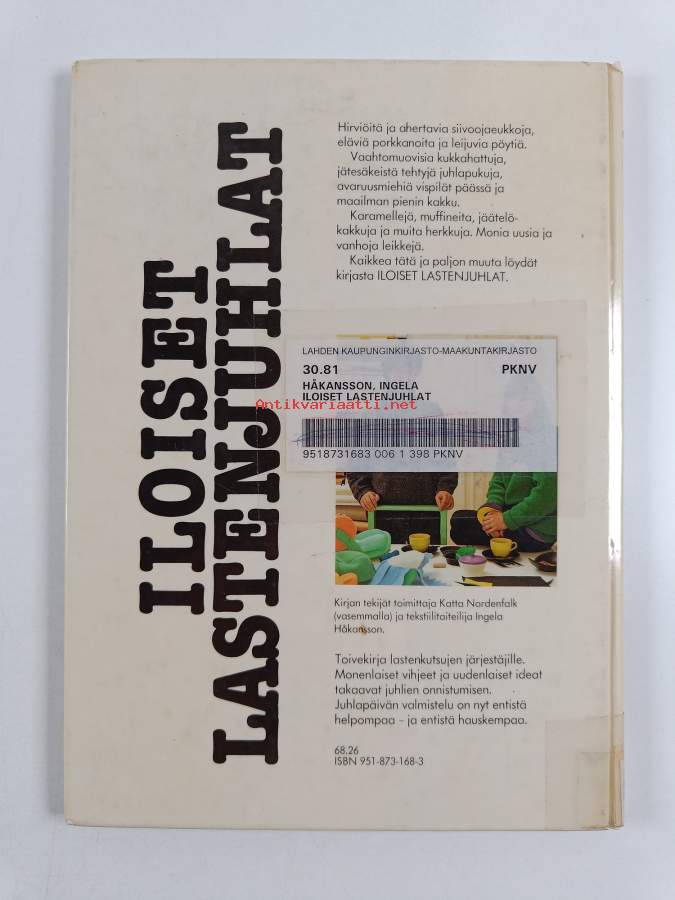 ILOISET
LASTENJUHLAT
Hirviöitä ja ahertavia siivoojaeukkoja,
eläviä porkkanoita ja leijuvia pöytiä.
Vaahtomuovisia kukkahattuja,
jätesäkeistä tehtyjä juhlapukuja,
avaruusmiehiä vispilät päässä ja
maailman pienin kakku.
Karamellejä, muffineita, jäätelö-
kakkuja ja muita herkkuja. Monia uusia ja
vanhoja leikkejä.
Kaikkea tätä ja paljon muuta löydät
kirjasta ILOISET LASTENJUHLAT.
LAHDEN KAUPUNGINKIRJASTO-MAAKUNTAKIRJASTO
30.81 PKNV
HÅKANSSON, INGELA
ILOISET LASTENJUHLAT
Antikvariaatti.net
9518731683 006 1 398 PKNV
Kirjan tekijät toimittaja Katta Nordenfalk
(vasemmalla) ja tekstiilitaiteilija Ingela
Håkansson.
Toivekirja lastenkutsujen järjestäjille.
Monenlaiset vihjeet ja uudenlaiset ideat
takaavat juhlien onnistumisen.
Juhlapäivän valmistelu on nyt entistä
helpompaa – ja entistä hauskempaa.
68.26
ISBN 951-873-168-3